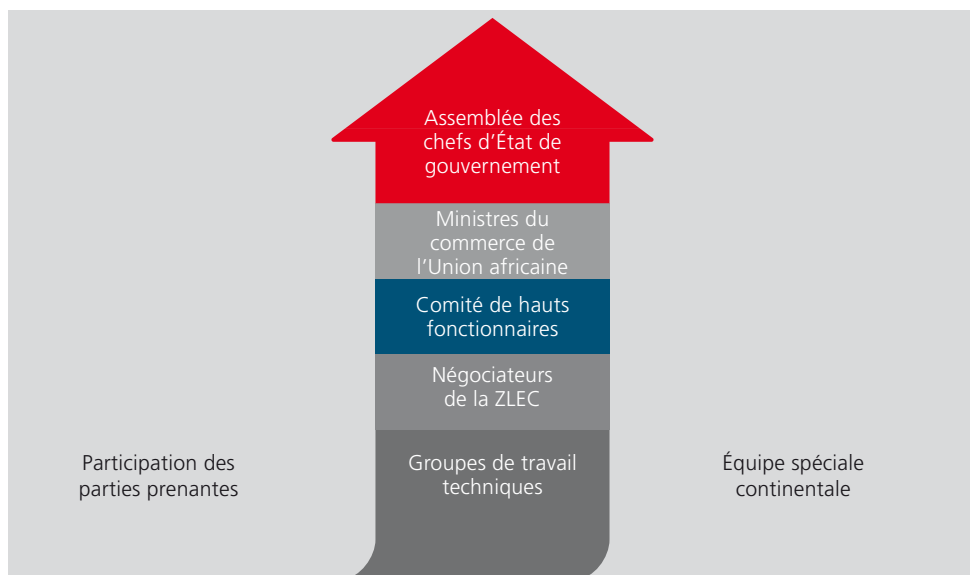 Assemblée des
chefs d'État de
gouvernement
Ministres du
commerce de
l'Union africaine
Comité de hauts
fonctionnaires
Négociateurs
de la ZLEC
Participation des
parties prenantes
Groupes de travail
techniques
Équipe spéciale
continentale